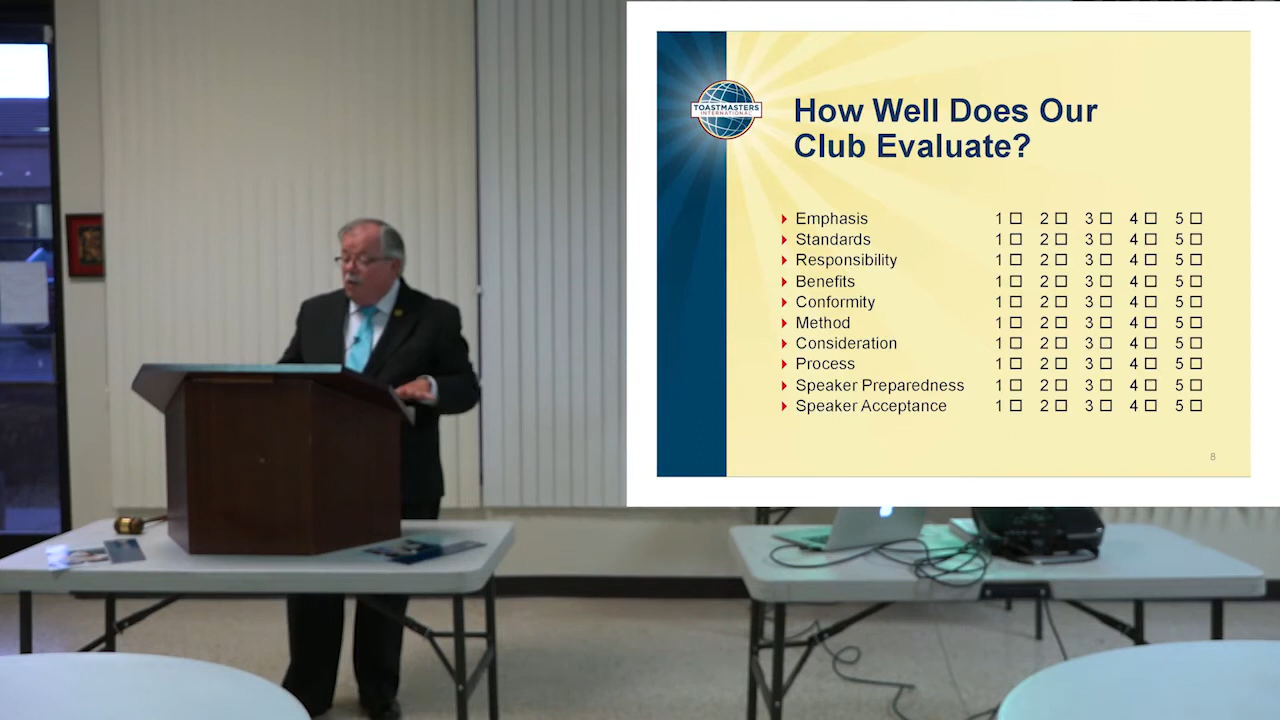 TOASTMASTERS
INTERNATIONAL
How Well Does Our
Club Evaluate?
Emphasis 1 2 3 4 5
Standards 1 2 3 4 5
Responsibility 1 2 3 4 5
Benefits 1 2 3 4 5
Conformity 1 2 3 4 5
Method 1 2 3 4 5
Consideration 1 2 3 4 5
Process 1 2 3 4 5
Speaker Preparedness 1 2 3 4 5
Speaker Acceptance 1 2 3 4 5
8